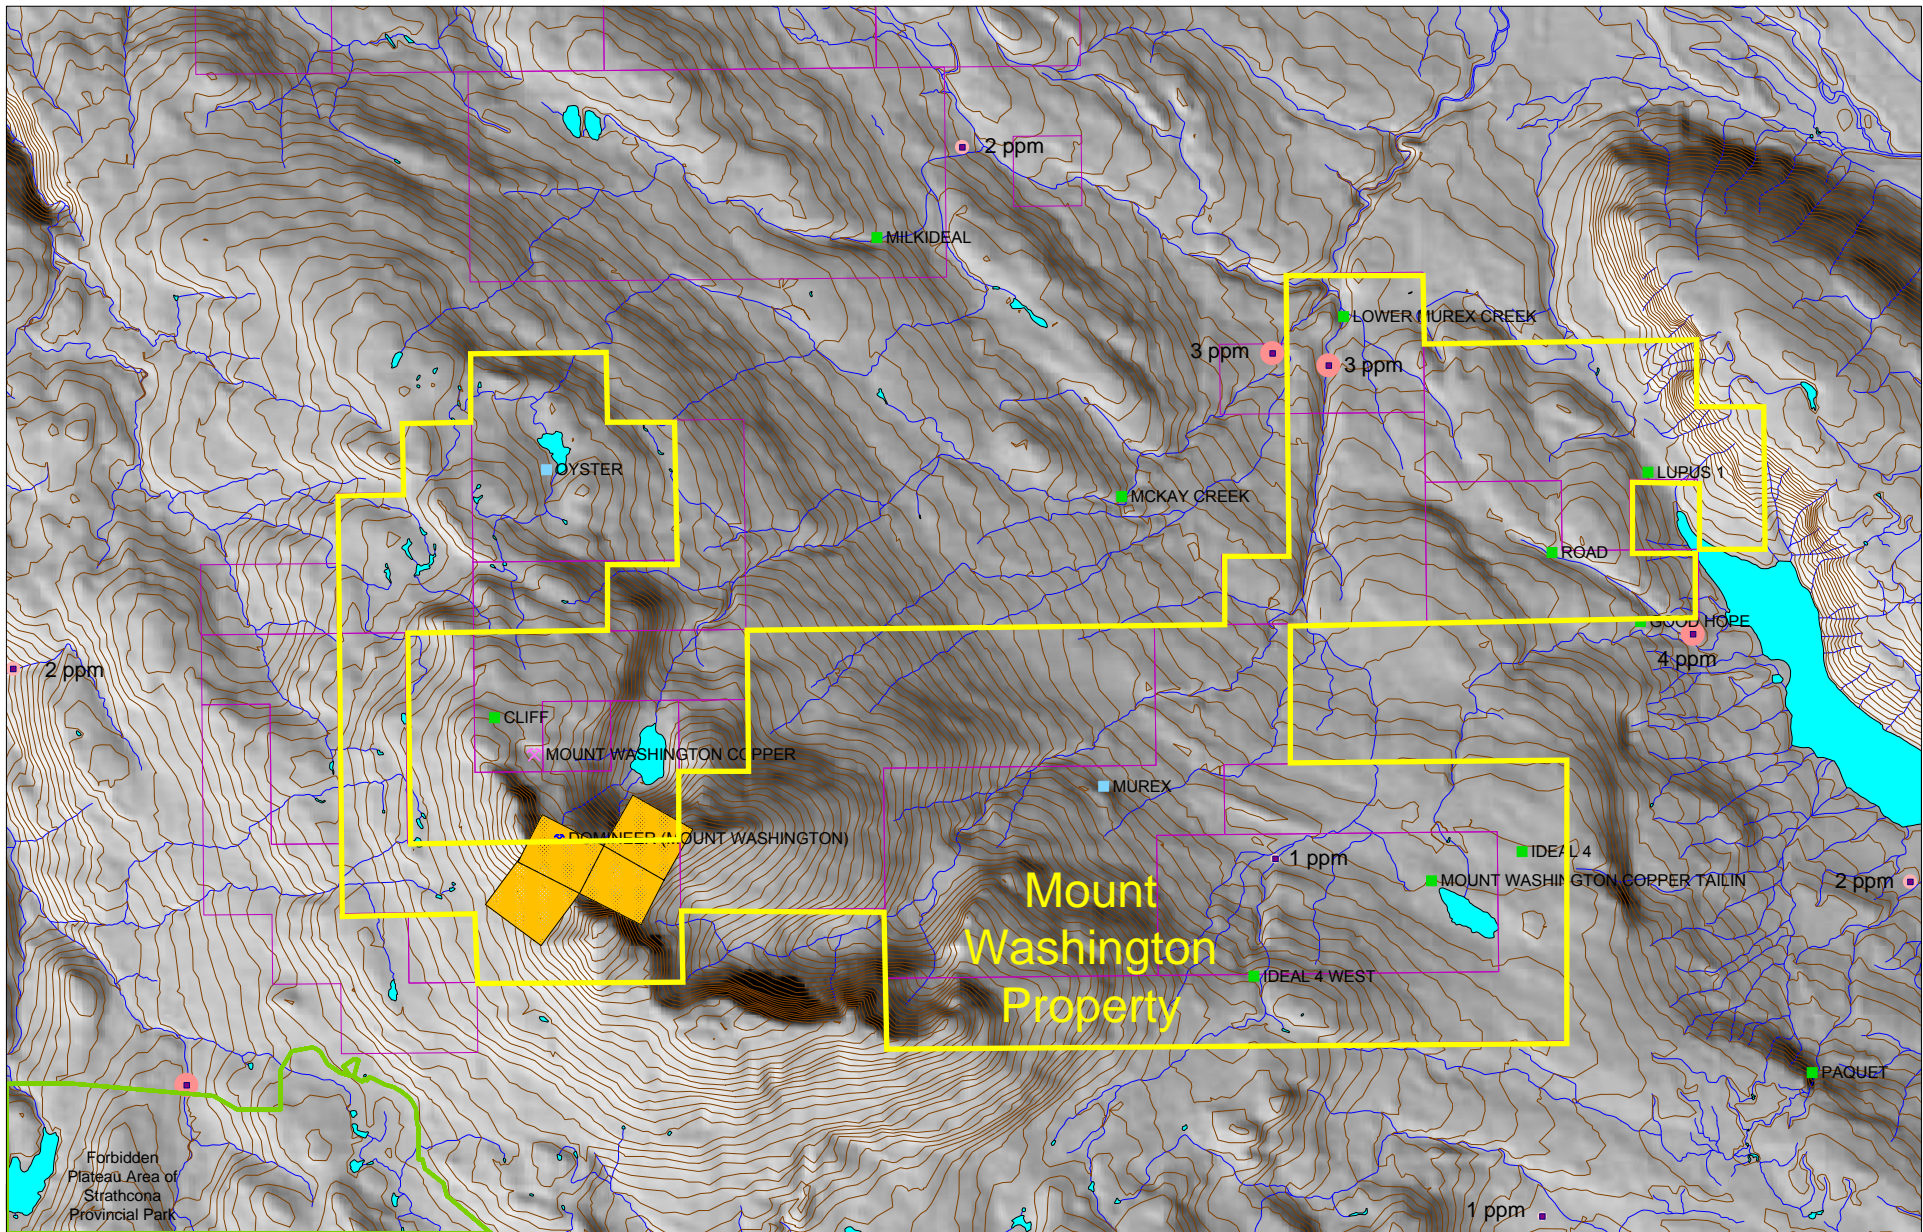 2 ppm
MILKIDEAL
LOWER MUREX CREEK
3 ppm
3 ppm
OYSTER
LUPUS 1
MCKAY CREEK
ROAD
GOOD HOPE
4 ppm
2 ppm
CLIFF
MOUNT WASHINGTON COPPER
MUREX
DOMINEER (MOUNT WASHINGTON)
1 ppm
IDEAL 4
MOUNT WASHINGTON COPPER TAILIN
2 ppm
Mount
Washington
Property
IDEAL 4 WEST
PAQUET
Forbidden
Plateau Area of
Strathcona
Provincial Park
1 ppm